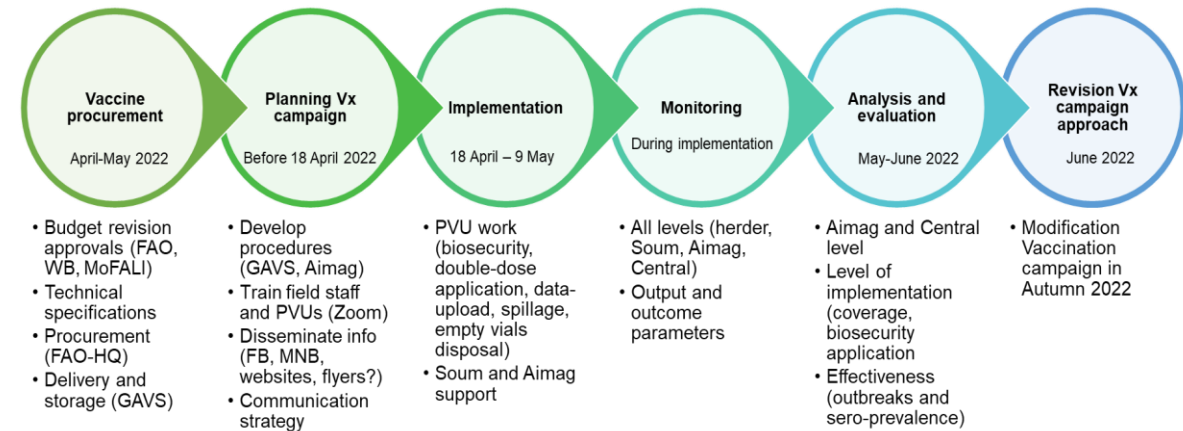 Vaccine
procurement
April-May 2022
Planning Vx
campaign
Before 18 April 2022
Implementation
18 April – 9 May
Monitoring
During implementation
Analysis and
evaluation
May-June 2022
Revision Vx
campaign
approach
June 2022
• Budget revision
approvals (FAO,
WB, MoFALI)
• Technical
specifications
• Procurement
(FAO-HQ)
• Delivery and
storage (GAVS)
• Develop
procedures
(GAVS, Aimag)
• Train field staff
and PVUs (Zoom)
• Disseminate info
(FB, MNB,
websites, flyers?)
• Communication
strategy
• PVU work
(biosecurity,
double-dose
application, data-
upload, spillage,
empty vials
disposal)
• Soum and Aimag
support
• All levels (herder,
Soum, Aimag,
Central)
• Output and
outcome
parameters
• Aimag and Central
level
• Level of
implementation
(coverage,
biosecurity
application
• Effectiveness
(outbreaks and
sero-prevalence)
• Modification
Vaccination
campaign in
Autumn 2022